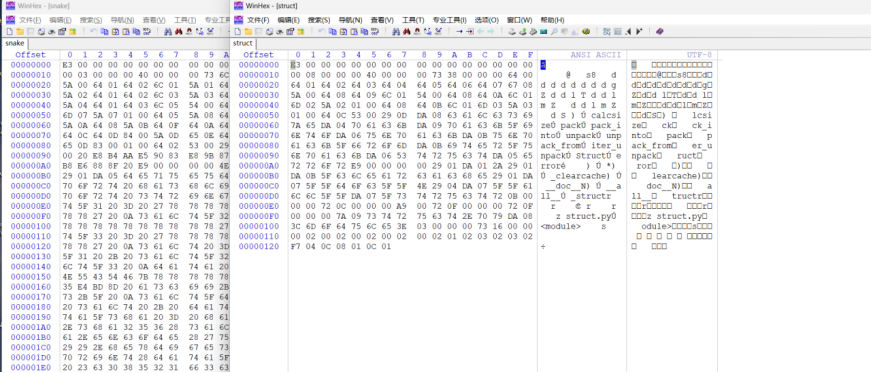 WinHex - [snake]
文件(F) 编辑(E) 搜索(S) 导航(N) 查看(V) 工具(T) 专业工
snake
Offset 0 1 2 3 4 5 6 7 8 9 A
00000000 E3 00 00 00 00 00 00 00 00 00
00000010 00 03 00 00 00 40 00 00 00 73 6C
00000020 5A 00 64 01 64 02 6C 01 5A 01 64
00000030 02 64 01 64 02 6C 03 5A 03 64
00000040 5A 04 64 01 64 03 6C 05 54 00 64
00000050 6D 07 5A 07 01 00 64 05 5A 08 64
00000060 5A 0A 64 08 5A 0B 64 0F 64 0A 64
00000070 64 0C 64 0D 84 00 5A 0D 65 0E 64
00000080 65 0D 83 01 00 01 64 02 53 00 29
00000090 00 20 E8 B4 AA E5 90 83 E8 9B 87
000000A0 B8 E6 88 8F 20 E9 00 00 00 00 4E
000000B0 29 01 DA 05 64 65 71 75 65 75 64
000000C0 70 6F 72 74 20 68 61 73 68 6C 69
000000D0 70 6F 72 74 20 73 74 72 75 63 74
000000E0 74 5F 31 20 3D 20 27 78 78 78 78
000000F0 78 78 27 20 0A 73 61 6C 74 5F 32
00000100 78 78 78 78 78 78 78 78 78 78 27
00000110 74 5F 33 20 3D 20 27 78 78 78 78
00000120 78 78 27 20 0A 73 61 6C 74 20 3D
00000130 5F 31 20 2B 20 73 61 6C 74 5F 32
00000140 6C 74 5F 33 20 0A 64 61 74 61 20
00000150 4E 55 43 54 46 7B 78 78 78 78 78
00000160 35 E4 BD 8D 20 61 73 63 69 69 2B
00000170 73 2B 5F 20 0A 73 61 6C 74 5F 64
00000180 20 73 61 6C 74 20 2B 20 64 61 74
00000190 74 61 5F 73 68 61 20 3D 20 68 61
000001A0 2E 73 68 61 32 35 36 28 73 61 6C
000001B0 61 2E 65 6E 63 6F 64 65 28 27 75
000001C0 29 29 2E 68 65 78 64 69 67 65 73
000001D0 70 72 69 6E 74 28 64 61 74 61 5F
000001E0 20 23 63 30 38 35 32 31 66 33 63
WinHex - [struct]
文件(F) 编辑(E) 搜索(S) 导航(N) 查看(V) 工具(T) 专业工具(I) 选项(O) 窗口(W) 帮助(H)
struct
Offset 0 1 2 3 4 5 6 7 8 9 A B C D E F ANSI ASCII UTF-8
00000000 E3 00 00 00 00 00 00 00 00 00 00 00 00 00 00 00
00000010 00 08 00 00 00 40 00 00 00 73 38 00 00 00 64 00 @ s8 d
00000020 64 01 64 02 64 03 64 04 64 05 64 06 64 07 67 08 d d d d d d d g
00000030 5A 00 64 08 64 09 6C 01 54 00 64 08 64 0A 6C 01 Z d d l T d d l
00000040 6D 02 5A 02 01 00 64 08 64 0B 6C 01 6D 03 5A 03 m Z d d l m Z
00000050 01 00 64 0C 53 00 29 0D DA 08 63 61 6C 63 73 69 d S ) Ú calcsi
00000060 7A 65 DA 04 70 61 63 6B DA 09 70 61 63 6B 5F 69 zeÚ packÚ pack_i
00000070 6E 74 6F DA 06 75 6E 70 61 63 6B DA 0B 75 6E 70 ntoÚ unpackÚ unp
00000080 61 63 6B 5F 66 72 6F 6D DA 0B 69 74 65 72 5F 75 ack_fromÚ iter_u
00000090 6E 70 61 63 6B DA 06 53 74 72 75 63 74 DA 05 65 npackÚ StructÚ e
000000A0 72 72 6F 72 E9 00 00 00 00 29 01 DA 01 2A 29 01 rroré ) Ú *)
000000B0 DA 0B 5F 63 6C 65 61 72 63 61 63 68 65 29 01 DA Ú _clearcache) Ú
000000C0 07 5F 5F 64 6F 63 5F 5F 4E 29 04 DA 07 5F 5F 61 __doc__N) Ú __a
000000D0 6C 6C 5F 5F DA 07 5F 73 74 72 75 63 74 72 0B 00 ll__Ú _structr
000000E0 00 00 72 0C 00 00 00 A9 00 72 0F 00 00 00 72 0F r © r r
000000F0 00 00 00 7A 09 73 74 72 75 63 74 2E 70 79 DA 08 z struct.pyÚ
00000100 3C 6D 6F 64 75 6C 65 3E 03 00 00 00 73 16 00 00 <module> s
00000110 00 02 00 02 00 02 00 02 00 02 01 02 03 02 03 02
00000120 F7 04 0C 08 01 0C 01 ÷